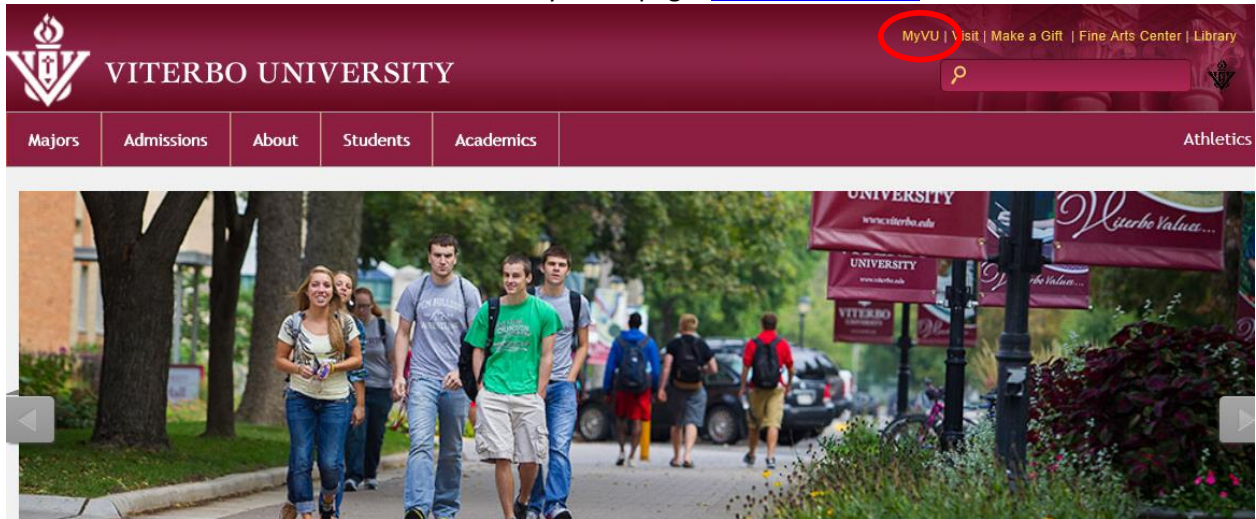 MyVU | Visit | Make a Gift | Fine Arts Center | Library
VITERBO UNIVERSITY
Majors Admissions About Students Academics Athletics
UNIVERSITY
www.viterbo.edu
Viterbo Values...
UNIVERSITY
www.viterbo.edu
VITERBO
UNIVERSITY